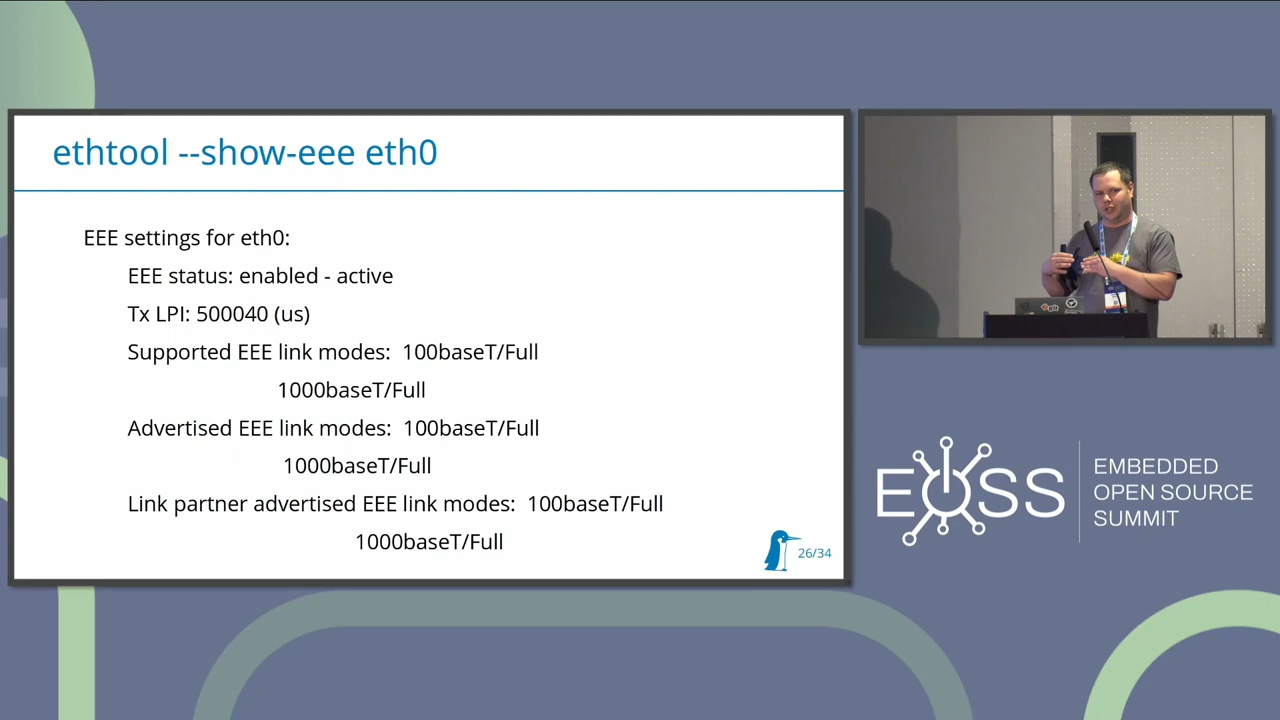 ethtool --show-eee eth0
EEE settings for eth0:
EEE status: enabled - active
Tx LPI: 500040 (us)
Supported EEE link modes: 100baseT/Full
1000baseT/Full
Advertised EEE link modes: 100baseT/Full
1000baseT/Full
Link partner advertised EEE link modes: 100baseT/Full
1000baseT/Full
26/34
git
EOSS
EMBEDDED
OPEN SOURCE
SUMMIT